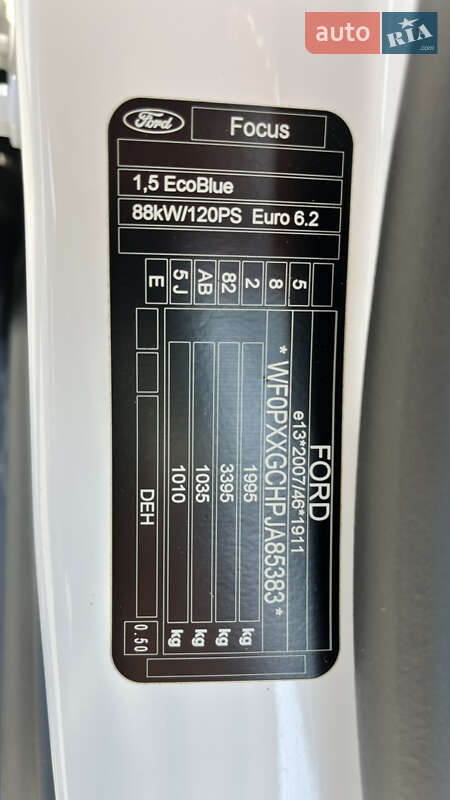 auto RIA .com
Ford
Focus
1,5 EcoBlue
88kW/120PS Euro 6.2
5
8
2
82
AB
5J
E
FORD
e13*2007/46*1911
*WF0PXXGCHPJA85383*
1995 kg
3395 kg
1035 kg
1010 kg
DEH
0.50